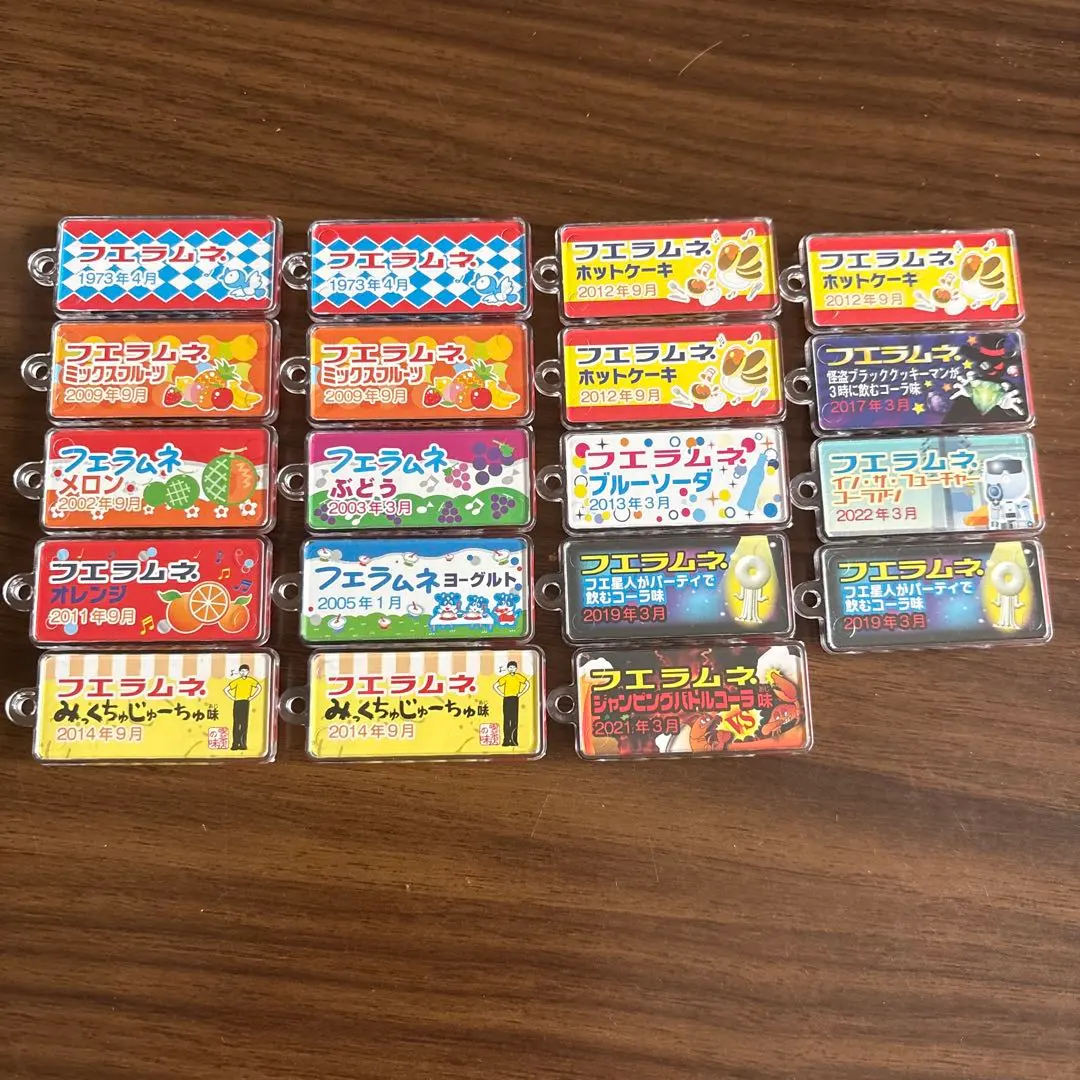 フエラムネ
1973年4月
フエラムネ
1973年4月
フエラムネ
ホットケーキ
2012年9月
フエラムネ
ホットケーキ
2012年9月
フエラムネ
ミックスフルーツ
2009年9月
フエラムネ
ミックスフルーツ
2009年9月
フエラムネ
ホットケーキ
2012年9月
フエラムネ
怪盗ブラッククッキーマンが
3時に飲むコーラ味
2017年3月
フエラムネ
メロン
2002年9月
フエラムネ
ぶどう
2003年3月
フエラムネ
ブルーソーダ
2013年3月
フエラムネ
イン・ザ・フューチャー
2022年3月
フエラムネ
オレンジ
2011年9月
フエラムネ ヨーグルト
2005年1月
フエラムネ
フエ星人がパーティで
飲むコーラ味
2019年3月
フエラムネ
フエ星人がパーティで
飲むコーラ味
2019年3月
フエラムネ
みっくちゅじゅーちゅ味
2014年9月
フエラムネ
みっくちゅじゅーちゅ味
2014年9月
フエラムネ
ジャンピングバトルコーラ味
2021年3月
VS